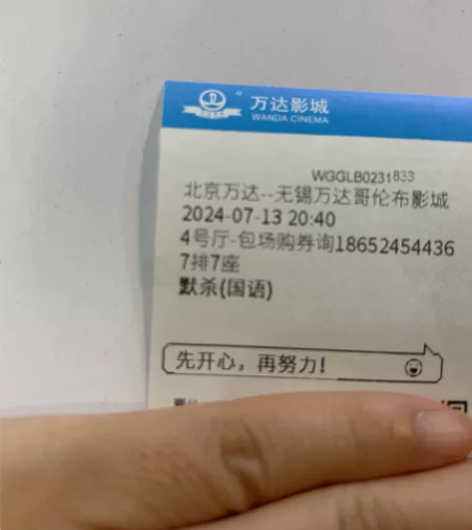 万达影城
WANDA CINEMA
WGGLB0231833
北京万达--无锡万达哥伦布影城
2024-07-13 20:40
4号厅-包场购券询18652454436
7排7座
默杀(国语)
先开心，再努力!